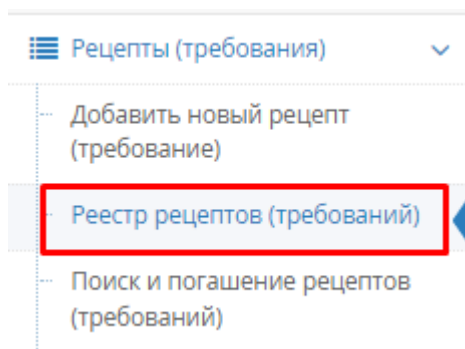 Рецепты (требования)
Добавить новый рецепт
(требование)
Реестр рецептов (требований)
Поиск и погашение рецептов
(требований)